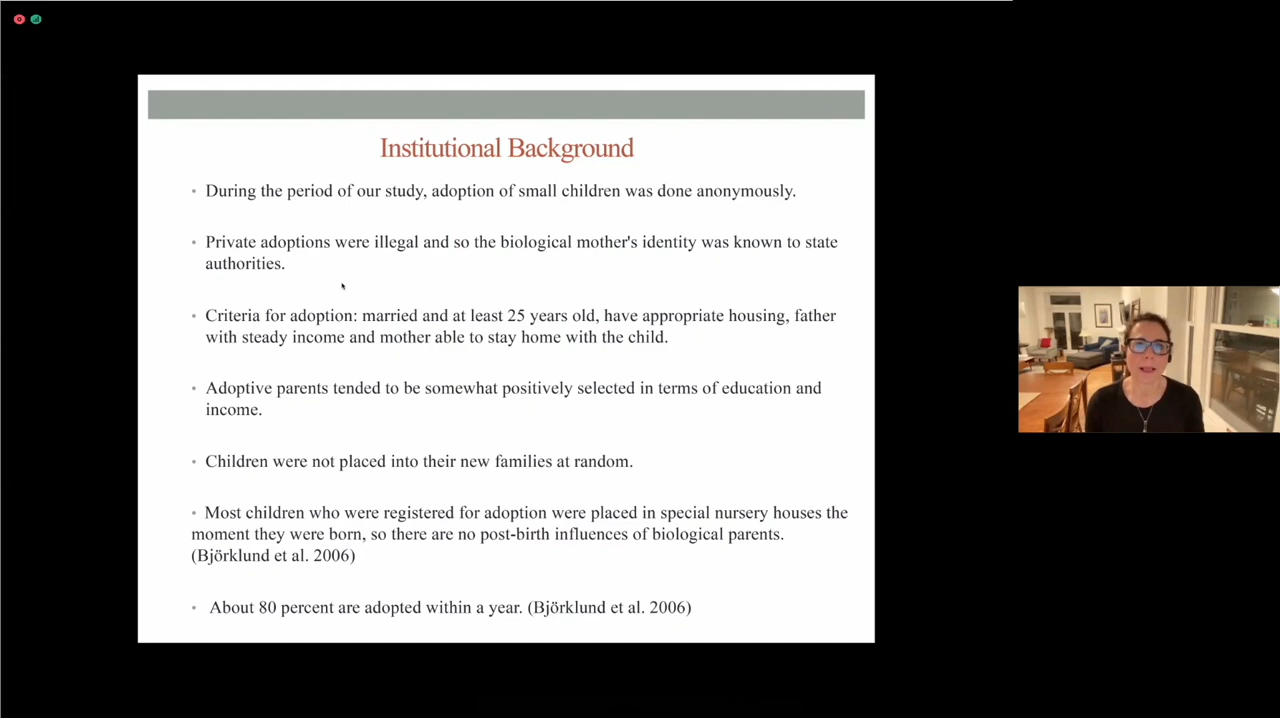 Institutional Background
• During the period of our study, adoption of small children was done anonymously.
• Private adoptions were illegal and so the biological mother's identity was known to state
authorities.
• Criteria for adoption: married and at least 25 years old, have appropriate housing, father
with steady income and mother able to stay home with the child.
• Adoptive parents tended to be somewhat positively selected in terms of education and
income.
• Children were not placed into their new families at random.
• Most children who were registered for adoption were placed in special nursery houses the
moment they were born, so there are no post-birth influences of biological parents.
(Björklund et al. 2006)
• About 80 percent are adopted within a year. (Björklund et al. 2006)